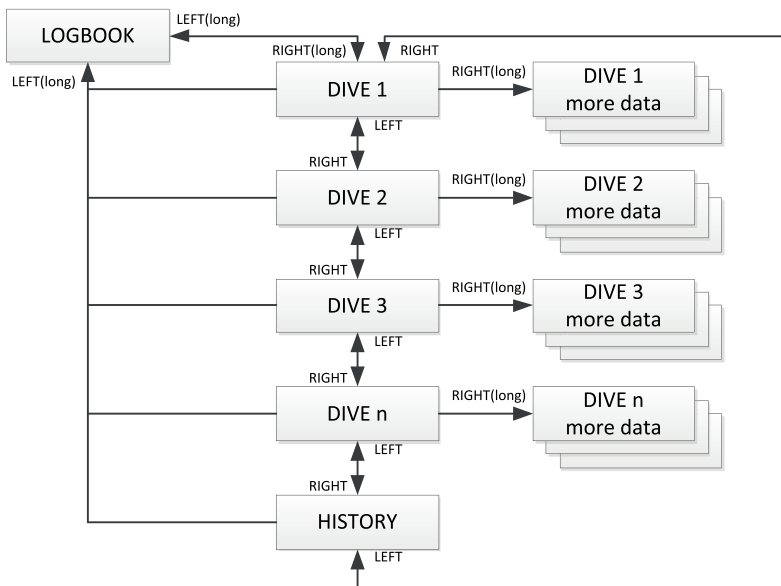 LOGBOOK
LEFT(long)
RIGHT(long)
RIGHT
LEFT(long)
DIVE 1
RIGHT(long)
DIVE 1
more data
LEFT
RIGHT
DIVE 2
RIGHT(long)
DIVE 2
more data
LEFT
RIGHT
DIVE 3
RIGHT(long)
DIVE 3
more data
LEFT
RIGHT
DIVE n
RIGHT(long)
DIVE n
more data
LEFT
RIGHT
HISTORY
LEFT